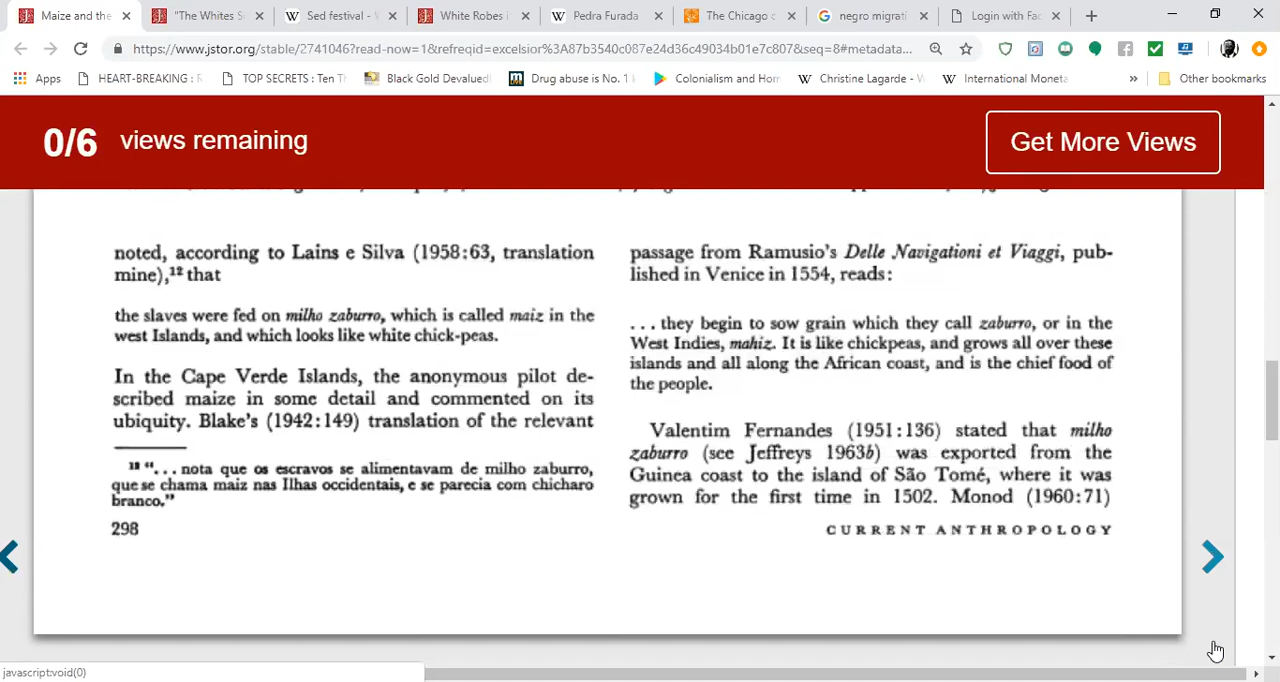 Maize and the
"The Whites S
Sed festival -
White Robes i
Pedra Furada
The Chicago
negro migrati
Login with Fac
https://www.jstor.org/stable/2741046?read-now=1&refreqid=excelsior%3A87b3540c087e24d36c49034b01e7c807&seq=8#metadata...
Apps
HEART-BREAKING :
TOP SECRETS : Ten Th
Black Gold Devalued
Drug abuse is No. 1
Colonialism and Hom
Christine Lagarde -
International Moneta
»
Other bookmarks
0/6 views remaining
Get More Views
noted, according to Lains e Silva (1958:63, translation
mine),¹² that
the slaves were fed on milho zaburro, which is called maiz in the
west Islands, and which looks like white chick-peas.
In the Cape Verde Islands, the anonymous pilot de-
scribed maize in some detail and commented on its
ubiquity. Blake's (1942:149) translation of the relevant
"... nota que os escravos se alimentavam de milho zaburro,
que se chama maiz nas Ilhas occidentais, e se parecia com chicharo
branco."
298
passage from Ramusio's Delle Navigationi et Viaggi, pub-
lished in Venice in 1554, reads:
... they begin to sow grain which they call zaburro, or in the
West Indies, mahiz. It is like chickpeas, and grows all over these
islands and all along the African coast, and is the chief food of
the people.
Valentim Fernandes (1951:136) stated that milho
zaburro (see Jeffreys 1963b) was exported from the
Guinea coast to the island of São Tomé, where it was
grown for the first time in 1502. Monod (1960:71)
CURRENT ANTHROPOLOGY
javascript:void(0)